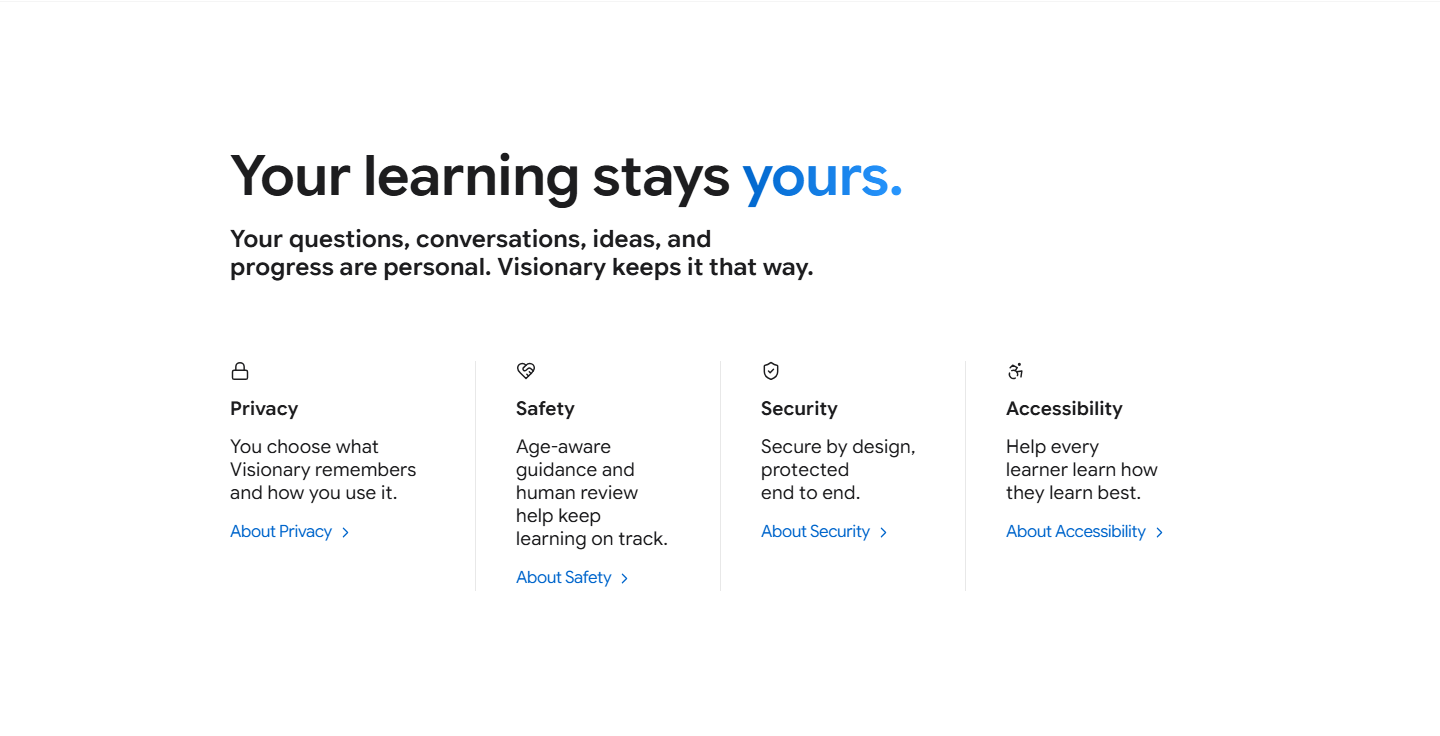 Your learning stays yours.
Your questions, conversations, ideas, and
progress are personal. Visionary keeps it that way.
Privacy
You choose what
Visionary remembers
and how you use it.
About Privacy
Safety
Age-aware
guidance and
human review
help keep
learning on track.
About Safety
Security
Secure by design,
protected
end to end.
About Security
Accessibility
Help every
learner learn how
they learn best.
About Accessibility